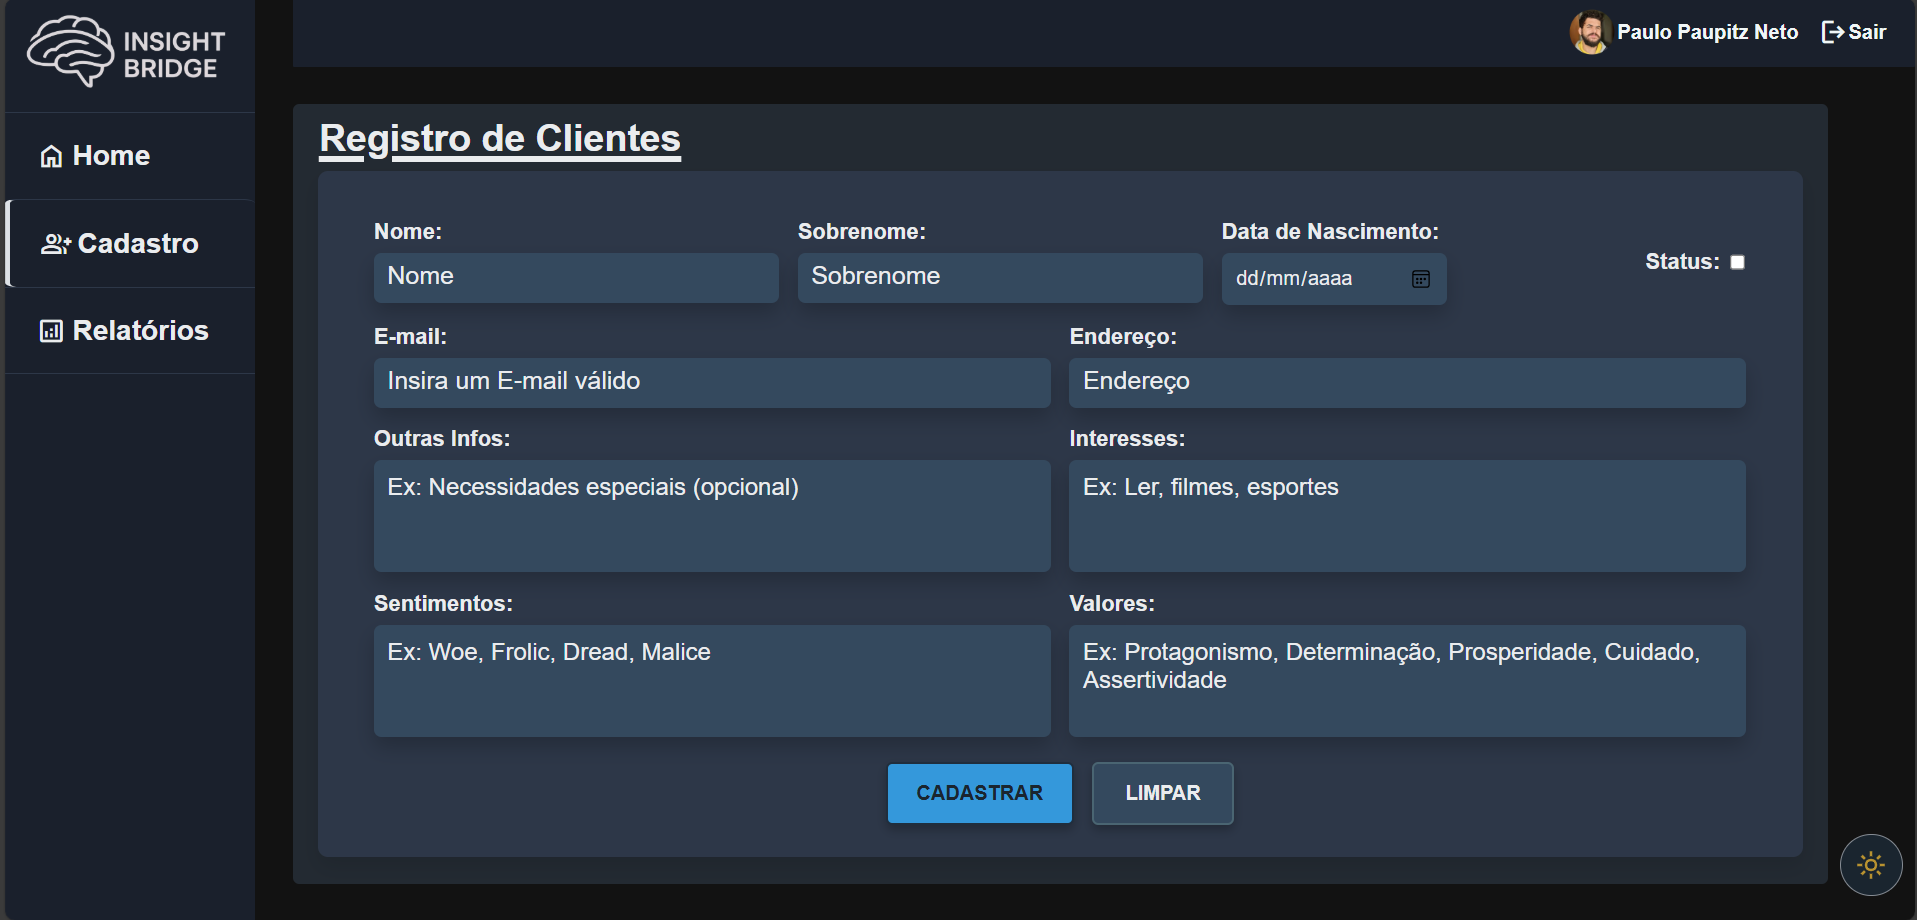 INSIGHT
BRIDGE
Paulo Paupitz Neto
Sair
Home
Cadastro
Relatórios
Registro de Clientes
Nome:
Sobrenome:
Data de Nascimento:
Status:
Nome
Sobrenome
dd/mm/aaaa
E-mail:
Endereço:
Insira um E-mail válido
Endereço
Outras Infos:
Interesses:
Ex: Necessidades especiais (opcional)
Ex: Ler, filmes, esportes
Sentimentos:
Valores:
Ex: Woe, Frolic, Dread, Malice
Ex: Protagonismo, Determinação, Prosperidade, Cuidado,
Assertividade
CADASTRAR
LIMPAR